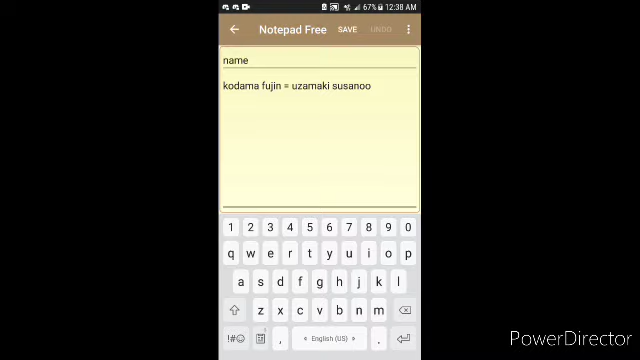 67% 12:38 AM
Notepad Free SAVE UNDO
name
kodama fujin = uzamaki susanoo
1 2 3 4 5 6 7 8 9 0
q w e r t y u i o p
a s d f g h j k l
z x c v b n m
!#☺ , < English (US) > .
PowerDirector